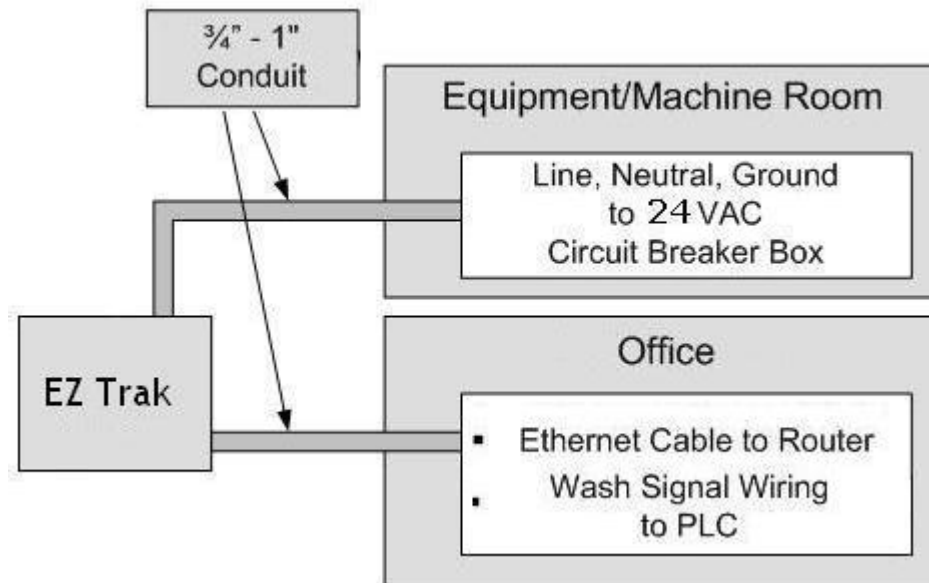 ¾” - 1"
Conduit
Equipment/Machine Room
Line, Neutral, Ground
to 24 VAC
Circuit Breaker Box
EZ Trak
Office
▪ Ethernet Cable to Router
▪ Wash Signal Wiring
to PLC